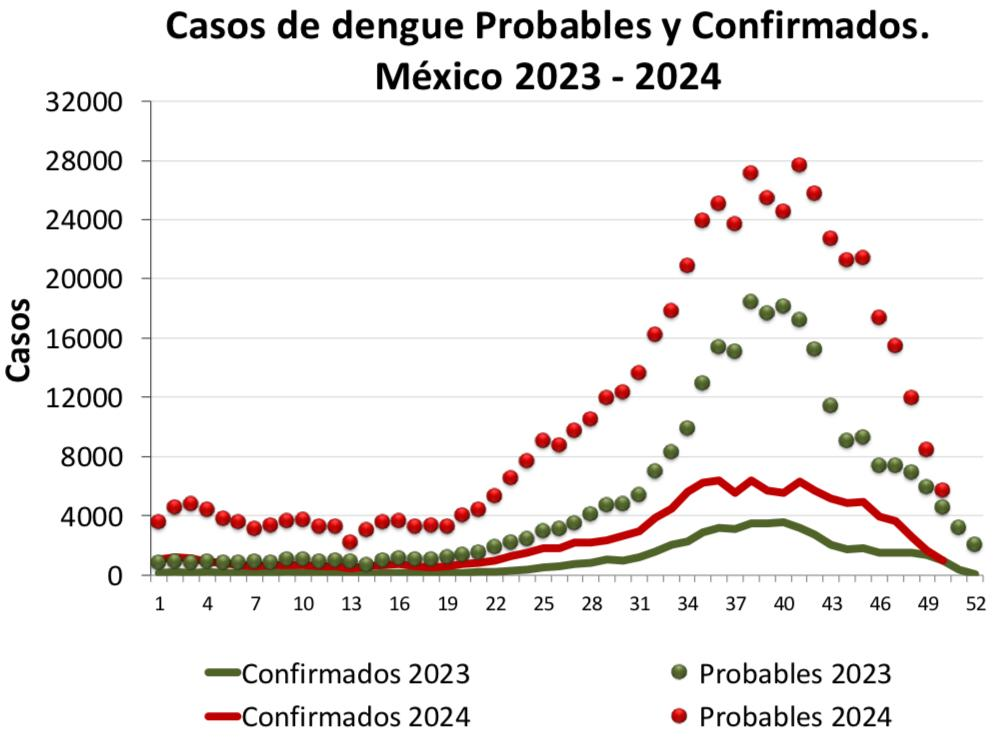 Casos de dengue Probables y Confirmados.
México 2023 - 2024
32000
28000
24000
20000
16000
12000
8000
4000
0
Casos
1 4 7 10 13 16 19 22 25 28 31 34 37 40 43 46 49 52
Confirmados 2023 Probables 2023
Confirmados 2024 Probables 2024